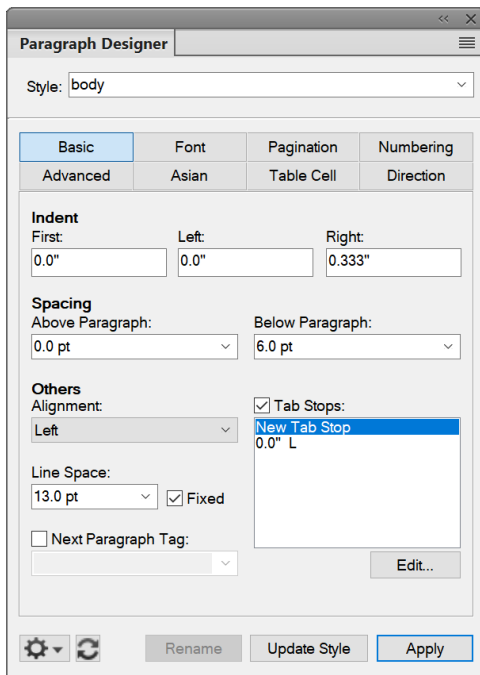 Paragraph Designer
Style: body
Basic Font Pagination Numbering
Advanced Asian Table Cell Direction
Indent
First: Left: Right:
0.0" 0.0" 0.333"
Spacing
Above Paragraph: Below Paragraph:
0.0 pt 6.0 pt
Others
Alignment: Tab Stops:
Left New Tab Stop
0.0" L
Line Space:
13.0 pt Fixed
Next Paragraph Tag:
Edit...
Rename Update Style Apply